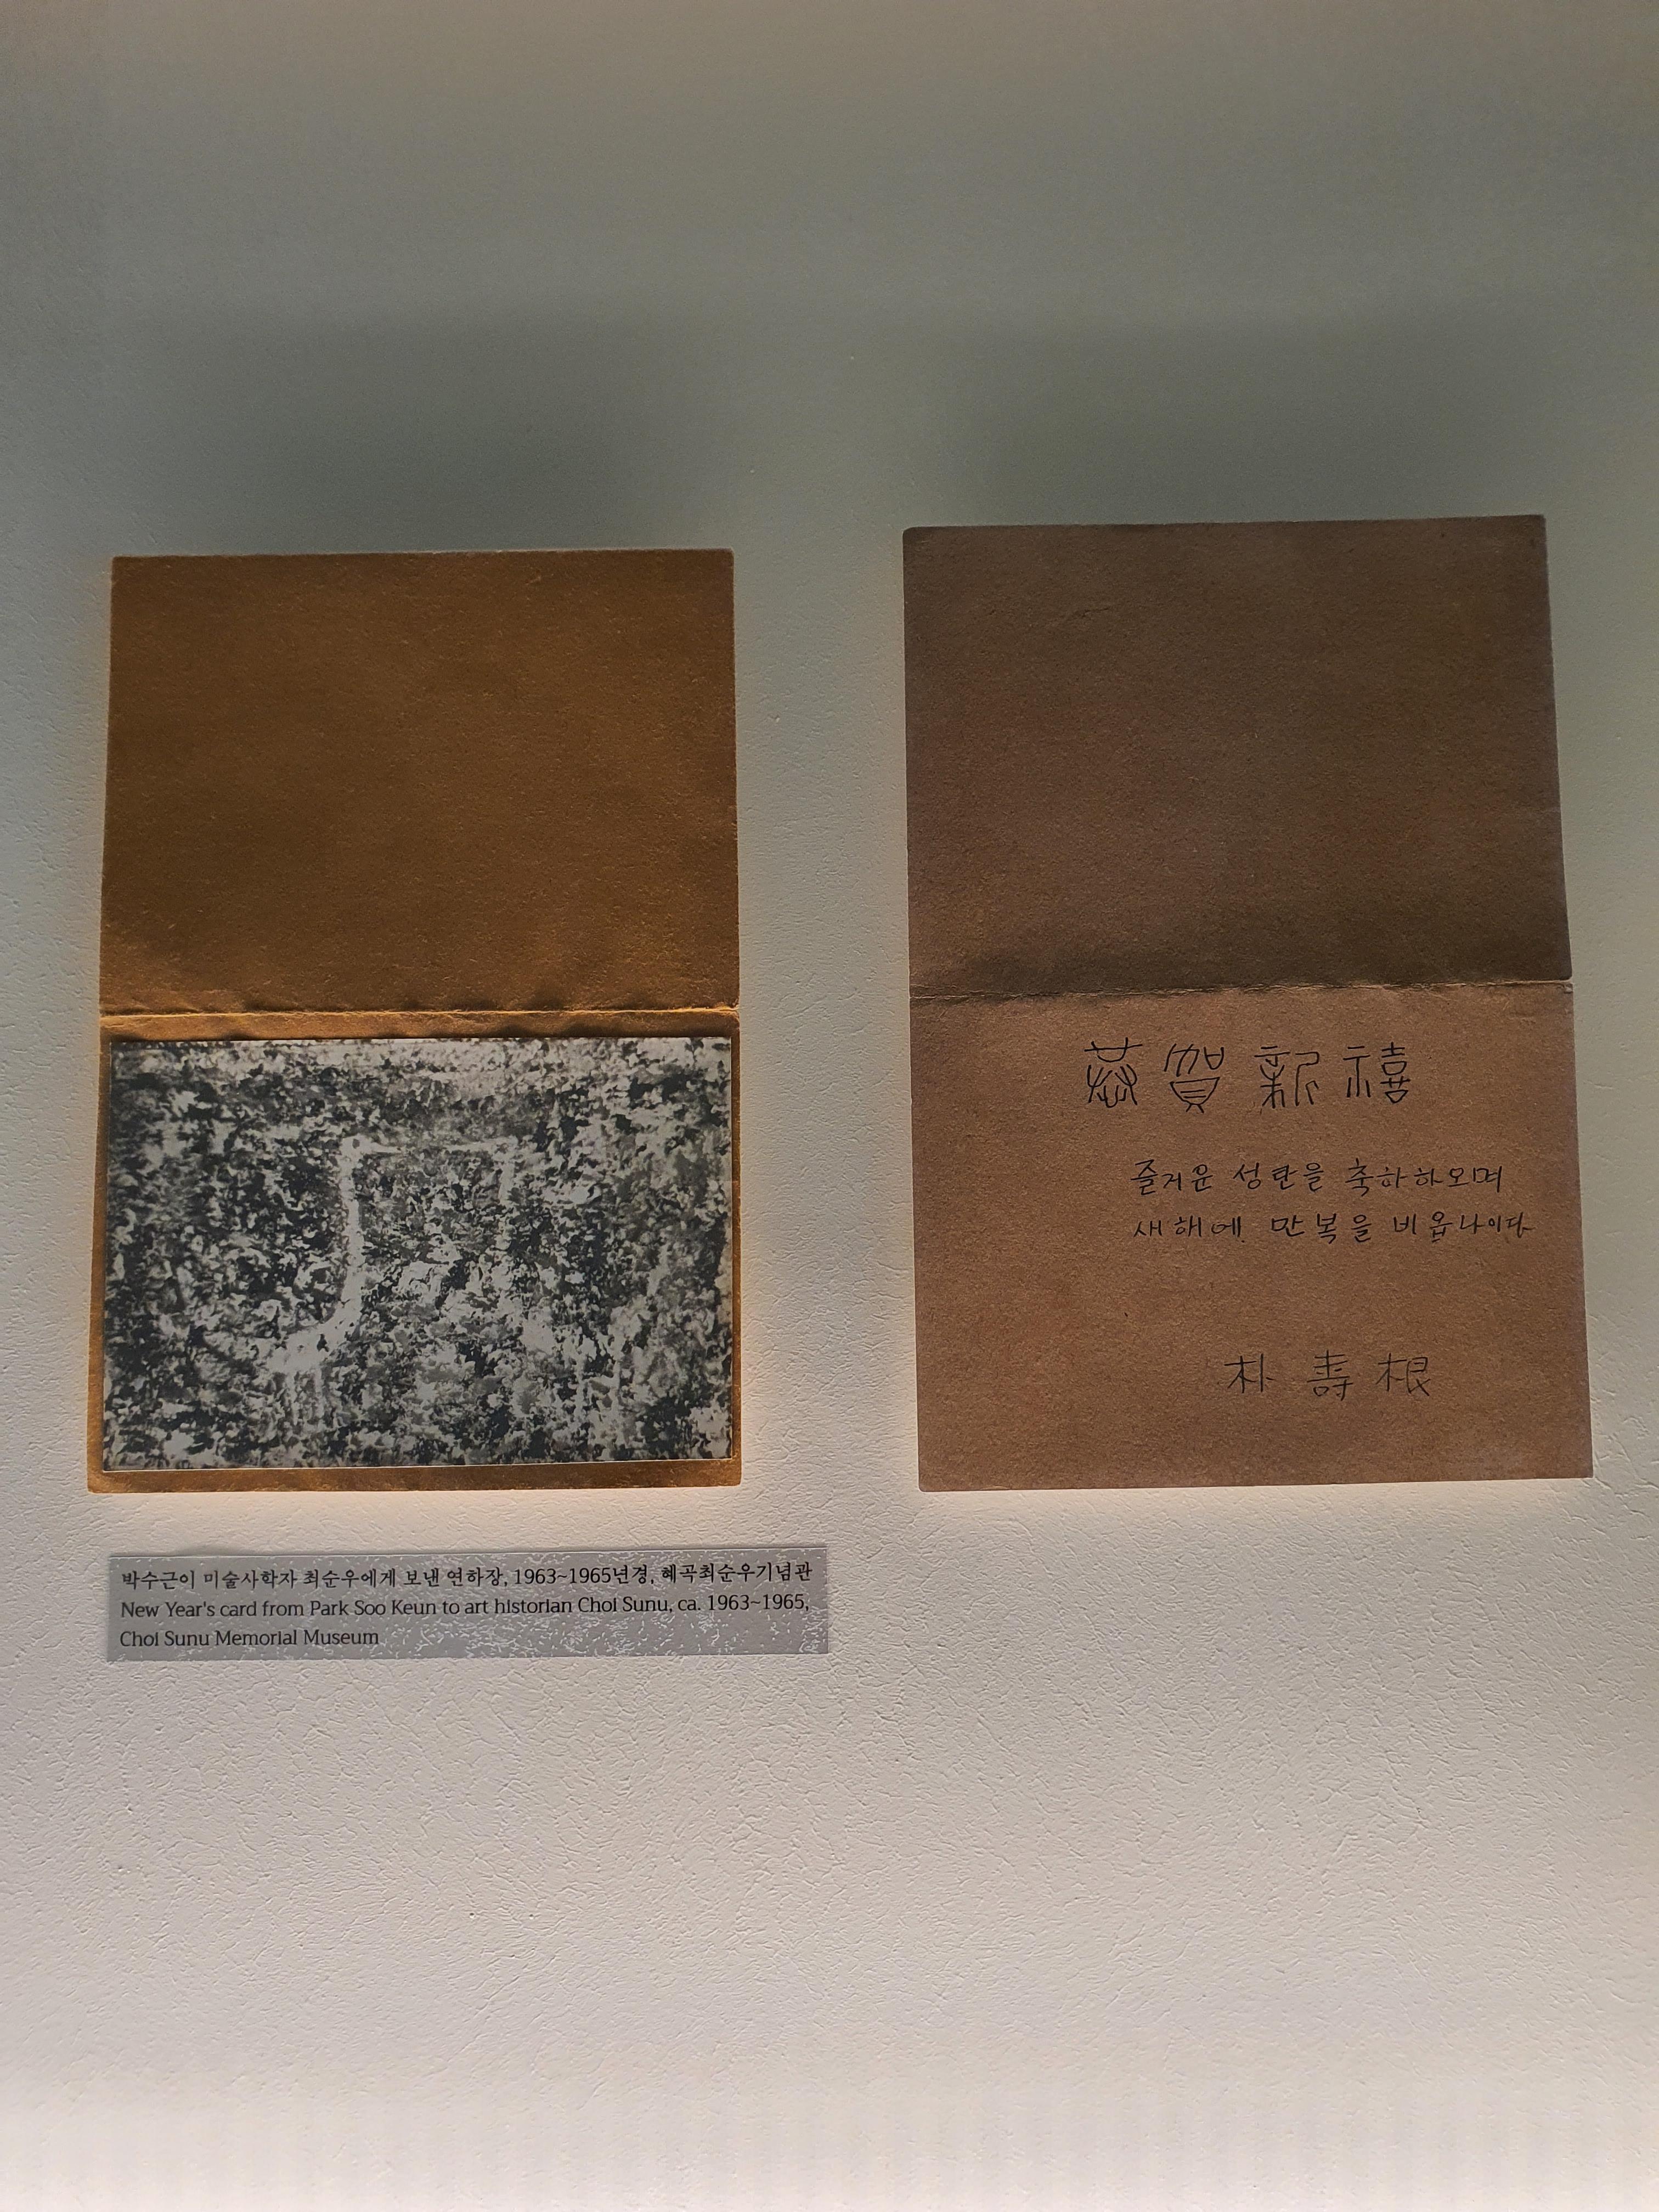 恭賀新禧
즐거운 성탄을 축하하오며
새해에 만복을 비옵나이다
朴壽根
박수근이 미술사학자 최순우에게 보낸 연하장, 1963~1965년경, 혜곡최순우기념관
New Year's card from Park Soo Keun to art historian Choi Sunu, ca. 1963~1965,
Choi Sunu Memorial Museum